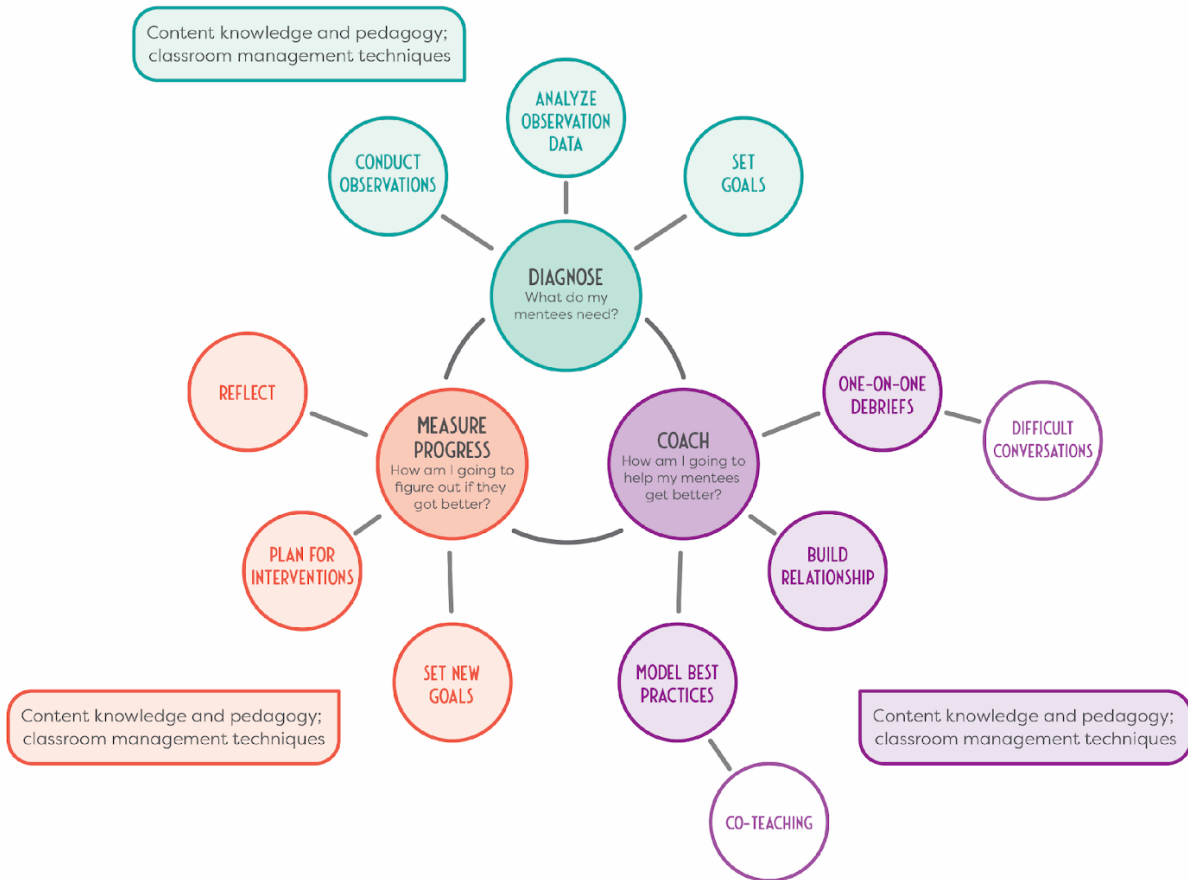 Content knowledge and pedagogy;
classroom management techniques
ANALYZE
OBSERVATION
DATA
CONDUCT
OBSERVATIONS
SET
GOALS
DIAGNOSE
What do my
mentees need?
REFLECT
MEASURE
PROGRESS
How am I going to
figure out if they
got better?
COACH
How am I going to
help my mentees
get better?
ONE-ON-ONE
DEBRIEFS
DIFFICULT
CONVERSATIONS
PLAN FOR
INTERVENTIONS
BUILD
RELATIONSHIP
SET NEW
GOALS
MODEL BEST
PRACTICES
Content knowledge and pedagogy;
classroom management techniques
Content knowledge and pedagogy;
classroom management techniques
CO-TEACHING